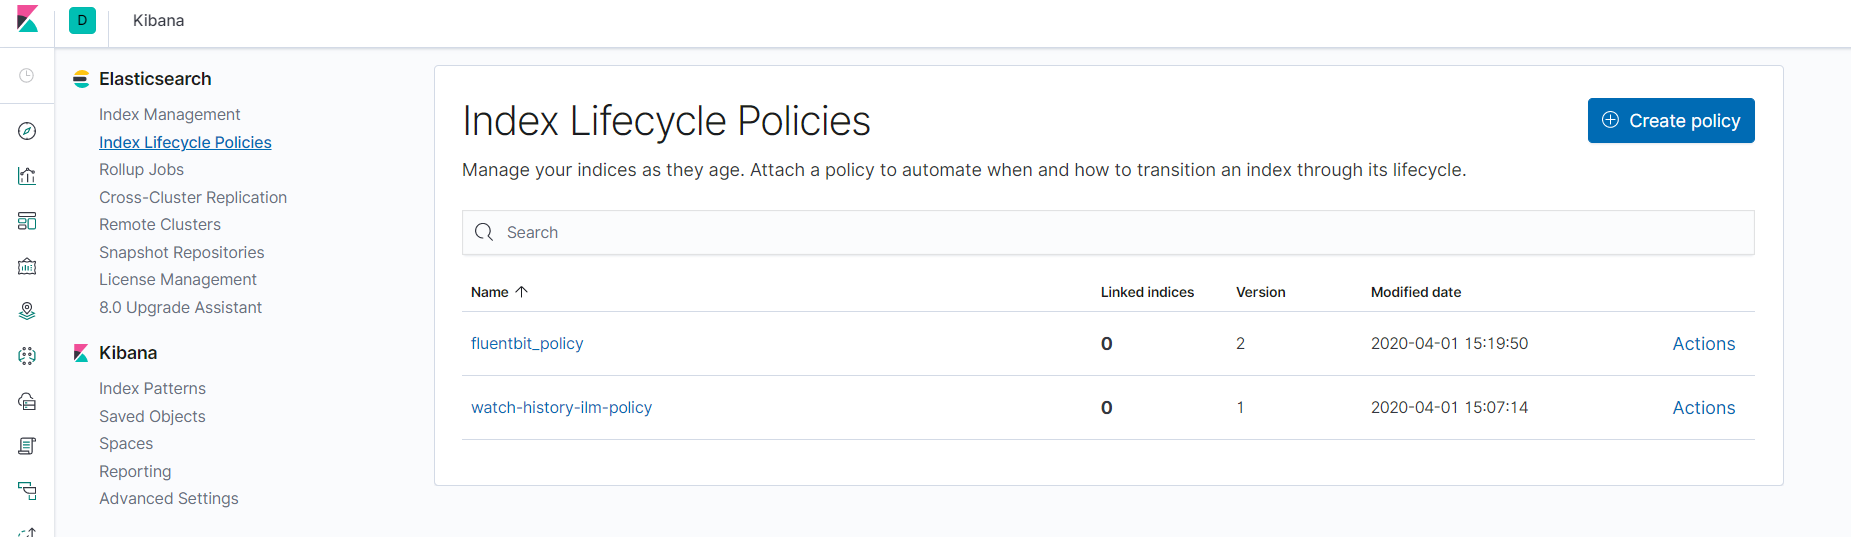 D Kibana
Elasticsearch
Index Management
Index Lifecycle Policies
Rollup Jobs
Cross-Cluster Replication
Remote Clusters
Snapshot Repositories
License Management
8.0 Upgrade Assistant
Kibana
Index Patterns
Saved Objects
Spaces
Reporting
Advanced Settings
Index Lifecycle Policies
Create policy
Manage your indices as they age. Attach a policy to automate when and how to transition an index through its lifecycle.
Search
Name Linked indices Version Modified date
fluentbit_policy 0 2 2020-04-01 15:19:50 Actions
watch-history-ilm-policy 0 1 2020-04-01 15:07:14 Actions